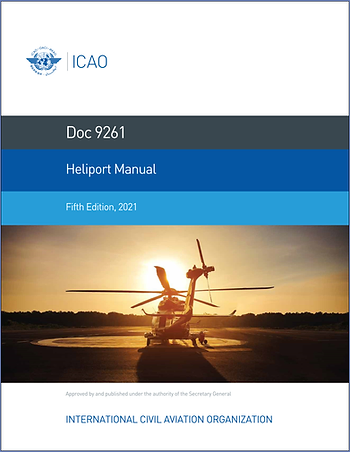 ICAO
Doc 9261
Heliport Manual
Fifth Edition, 2021
Approved by and published under the authority of the Secretary General
INTERNATIONAL CIVIL AVIATION ORGANIZATION